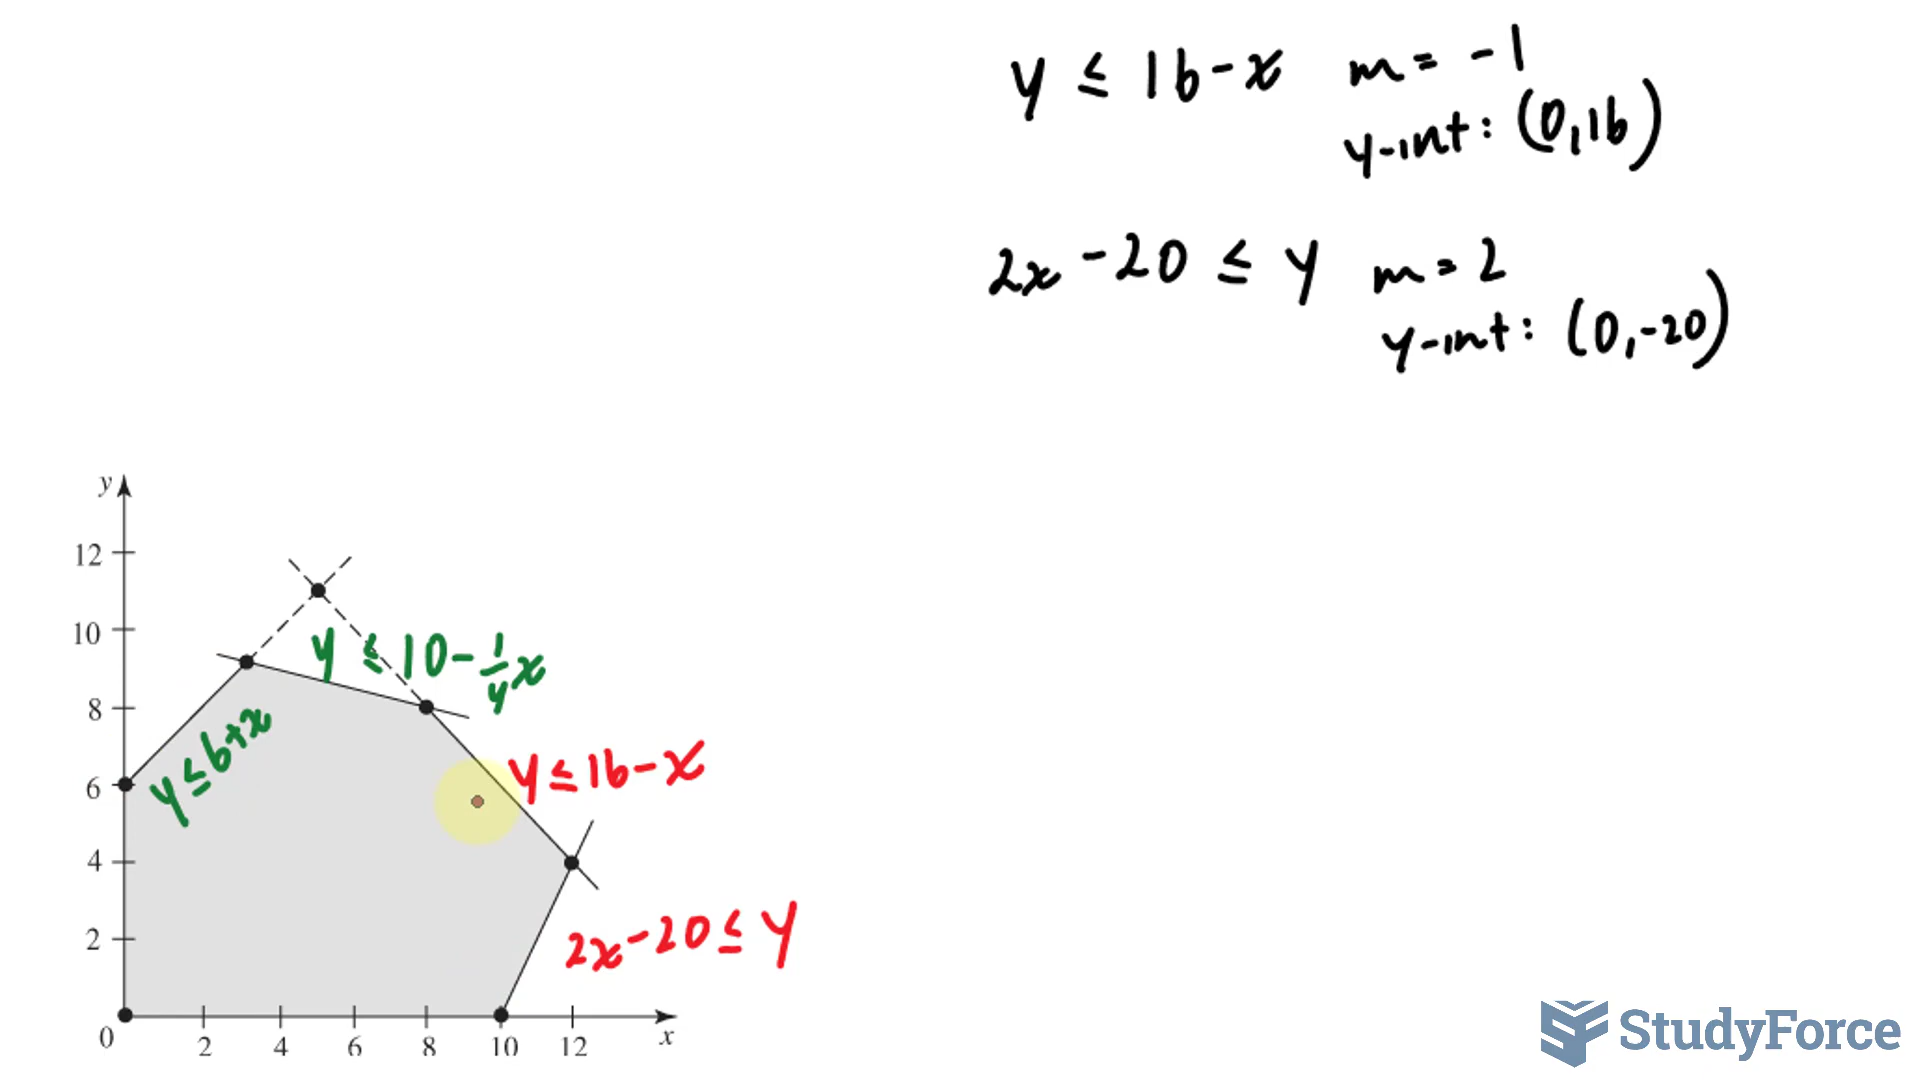 y ≤ 16 - x m = -1
y-int: (0,16)
2x - 20 ≤ y m = 2
y-int: (0,-20)
y
12
10
8
6
4
2
0
2 4 6 8 10 12
x
y ≤ 10 - 1/4 x
y ≤ 6+x
y ≤ 16 - x
2x - 20 ≤ y
StudyForce